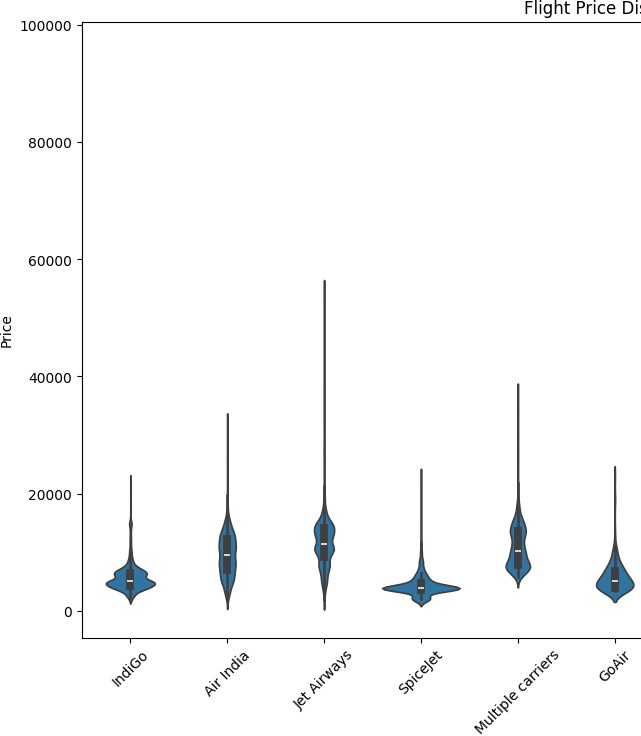 Flight Price Dis
100000
80000
60000
40000
20000
0
Price
IndiGo
Air India
Jet Airways
SpiceJet
Multiple carriers
GoAir